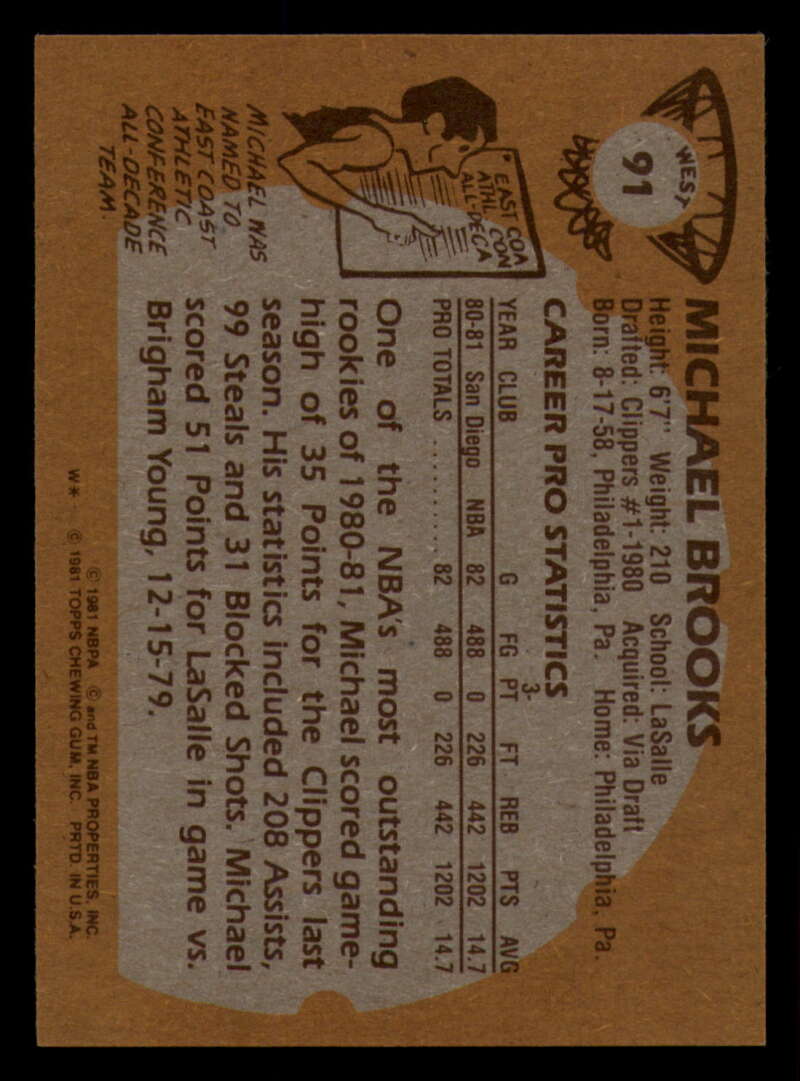 WEST
91
MICHAEL BROOKS
Height: 6'7" Weight: 210 School: LaSalle
Drafted: Clippers #1-1980 Acquired: Via Draft
Born: 8-17-58, Philadelphia, Pa. Home: Philadelphia, Pa.
CAREER PRO STATISTICS
3-
YEAR CLUB G FG PT FT REB PTS AVG
80-81 San Diego NBA 82 488 0 226 442 1202 14.7
PRO TOTALS ........... 82 488 0 226 442 1202 14.7
EAST COA
ATHL CON
ALL-DECA
MICHAEL WAS
NAMED TO
EAST COAST
ATHLETIC
CONFERENCE
ALL-DECADE
TEAM.
One of the NBA's most outstanding
rookies of 1980-81, Michael scored game-
high of 35 Points for the Clippers last
season. His statistics included 208 Assists,
99 Steals and 31 Blocked Shots. Michael
scored 51 Points for LaSalle in game vs.
Brigham Young, 12-15-79.
© 1981 NBPA © and TM NBA PROPERTIES, INC.
W* © 1981 TOPPS CHEWING GUM, INC. PRTD. IN U.S.A.